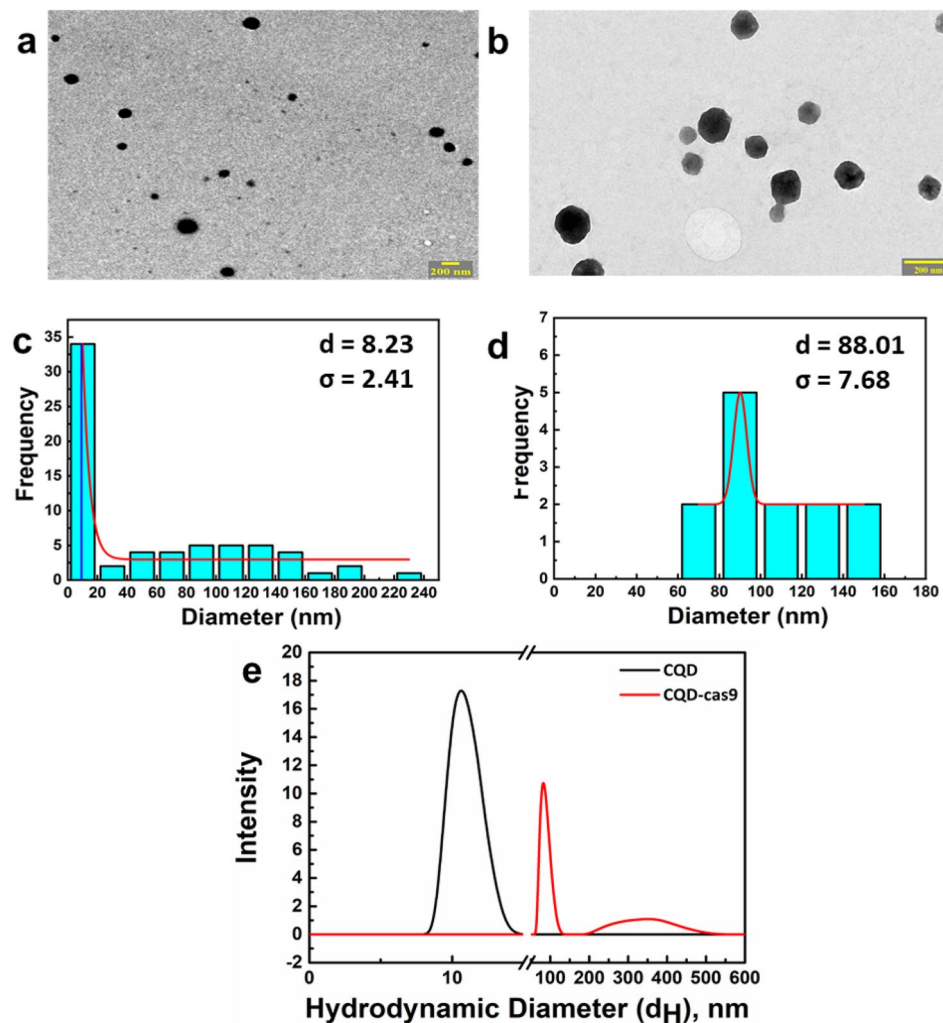 a
200 nm
b
200 nm
c
d = 8.23
σ = 2.41
Frequency
35
30
25
20
15
10
5
0
0 20 40 60 80 100 120 140 160 180 200 220 240
Diameter (nm)
d
d = 88.01
σ = 7.68
Frequency
7
6
5
4
3
2
1
0
0 20 40 60 80 100 120 140 160 180
Diameter (nm)
e
CQD
CQD-cas9
Intensity
20
18
16
14
12
10
8
6
4
2
0
-2
0 10 100 200 300 400 500 600
Hydrodynamic Diameter (dH), nm